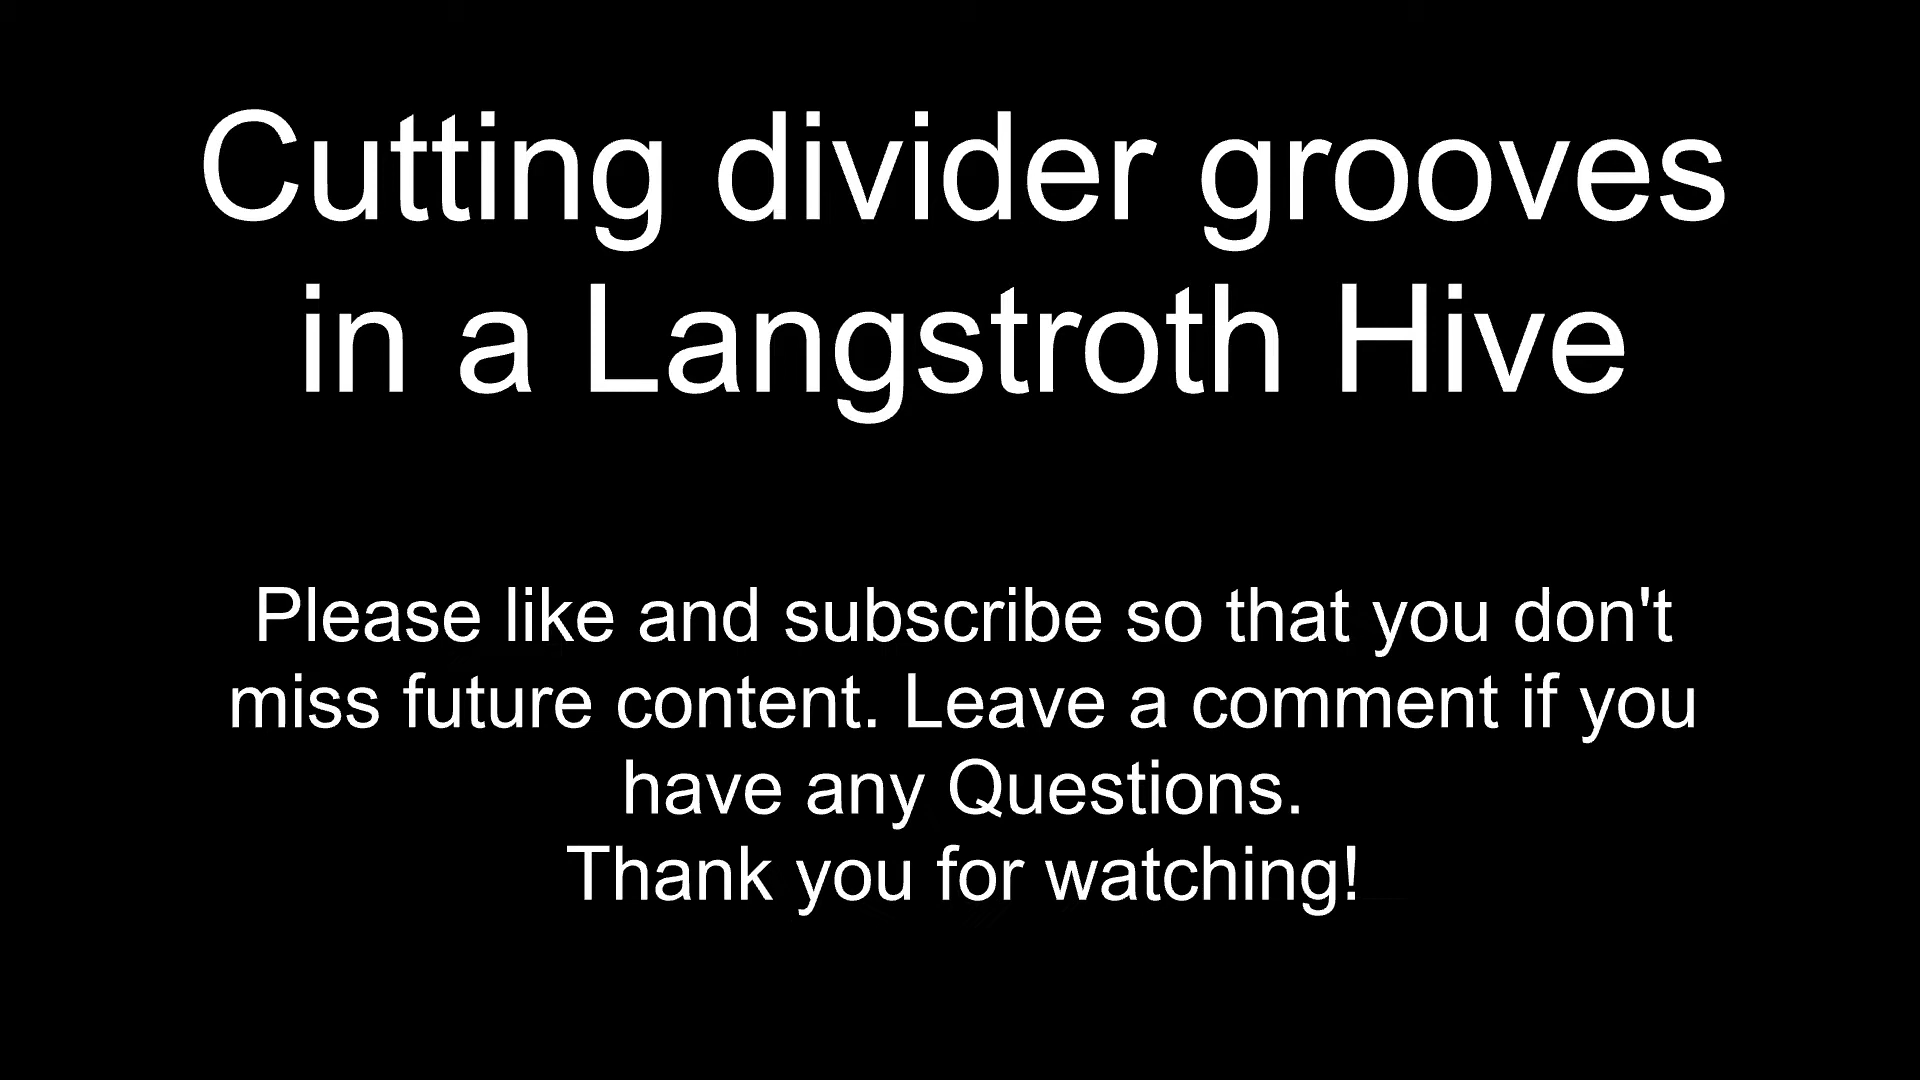 Cutting divider grooves
in a Langstroth Hive
Please like and subscribe so that you don't
miss future content. Leave a comment if you
have any Questions.
Thank you for watching!